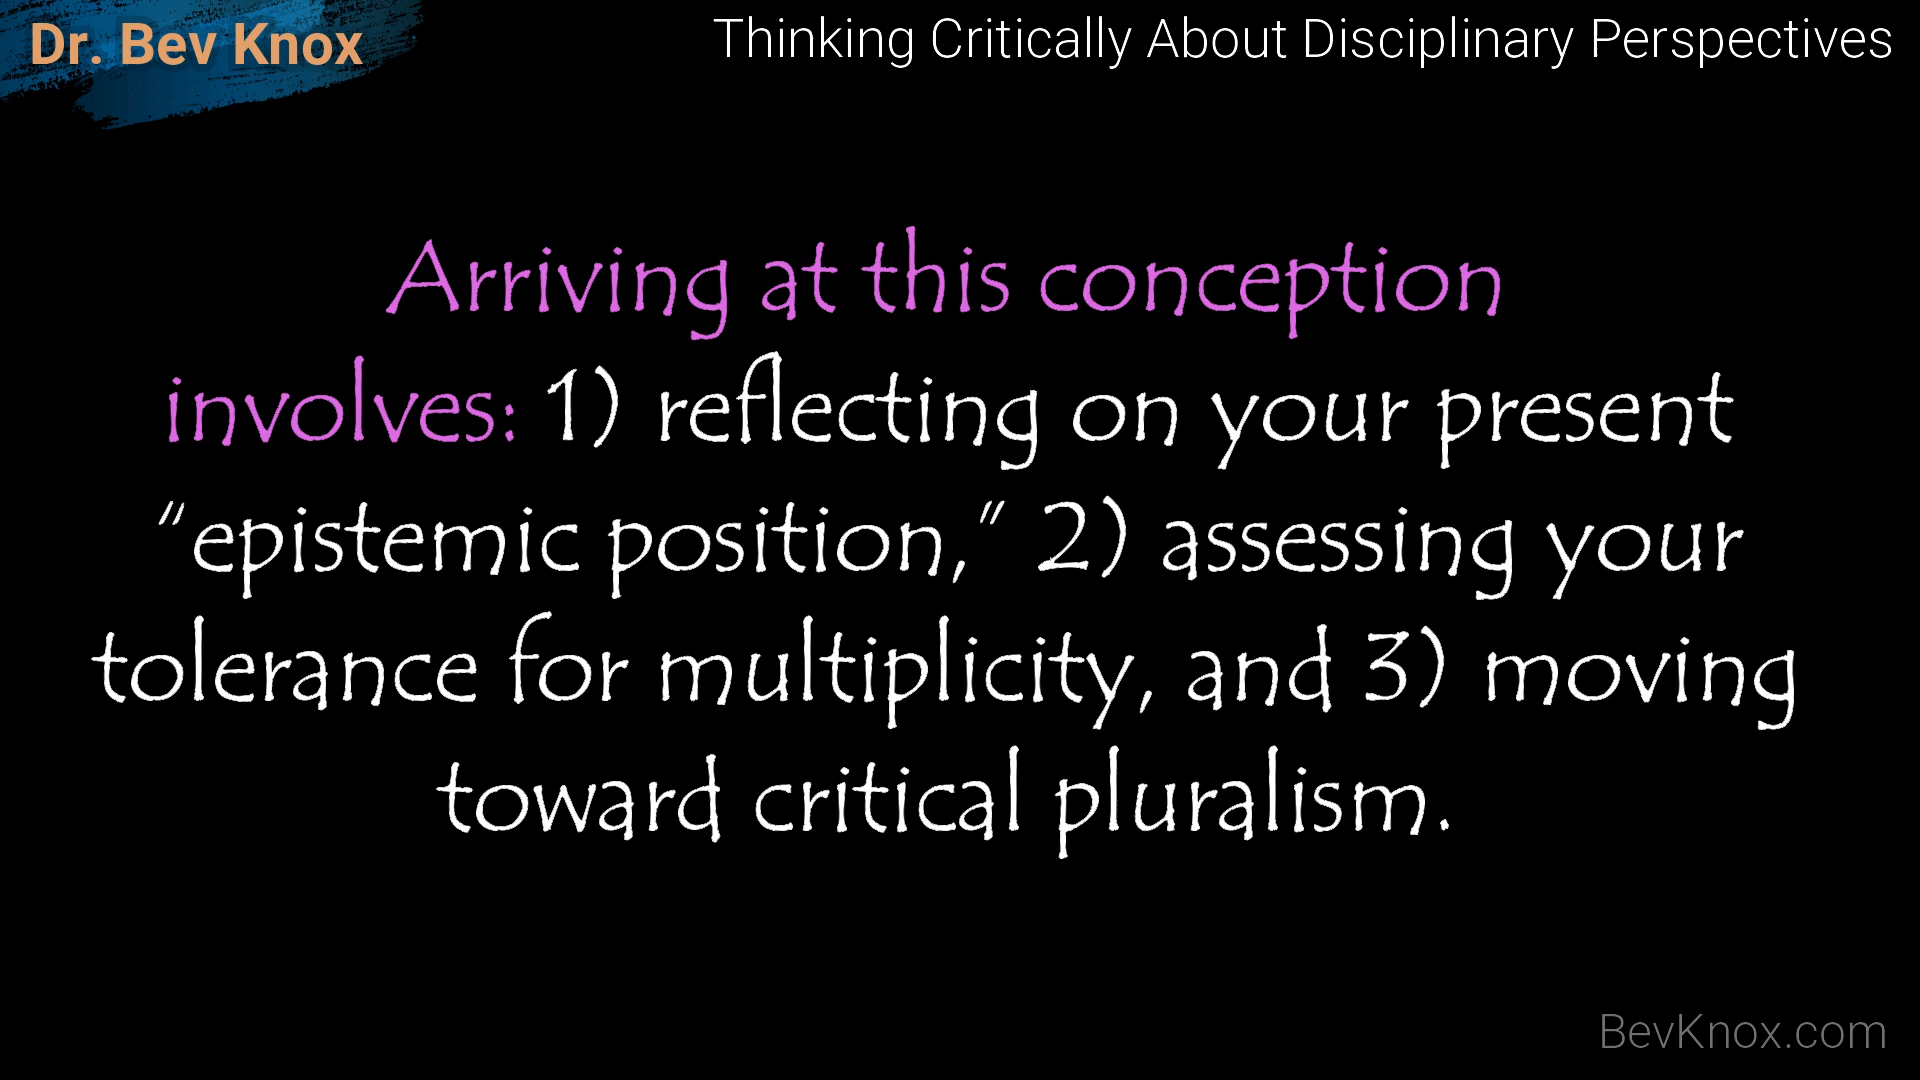 Dr. Bev Knox
Thinking Critically About Disciplinary Perspectives
Arriving at this conception
involves: 1) reflecting on your present
“epistemic position,” 2) assessing your
tolerance for multiplicity, and 3) moving
toward critical pluralism.
BevKnox.com